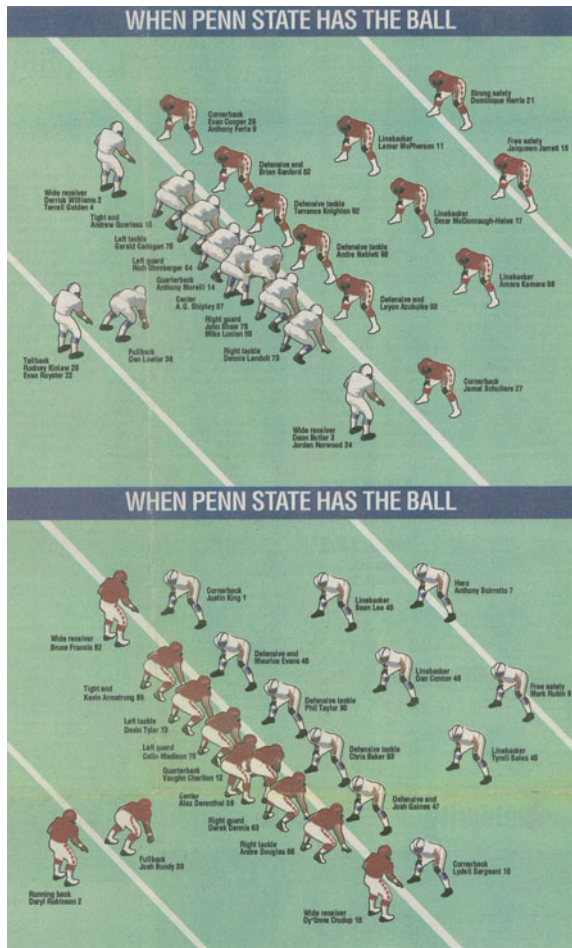 WHEN PENN STATE HAS THE BALL
Strong safety
Dominique Harris 21
Cornerback
Evan Cooper 28
Anthony Ferla 9
Linebacker
Lamar McPherson 11
Free safety
Jaiquawn Jarrett 18
Defensive end
Brian Sanford 62
Wide receiver
Derrick Williams 2
Terrell Golden 4
Defensive tackle
Terrance Knighton 92
Linebacker
Omar McDonnaugh-Hales 17
Tight end
Andrew Quarless 10
Left tackle
Gerald Cadogan 76
Defensive tackle
Andre Neblett 98
Left guard
Rich Ohrnberger 64
Linebacker
Amara Kamara 56
Quarterback
Anthony Morelli 14
Center
A.Q. Shipley 57
Defensive end
Leyon Azubuike 93
Right guard
John Shaw 76
Mike Lucian 90
Fullback
Dan Lawlor 38
Right tackle
Dennis Landolt 73
Tailback
Rodney Kinlaw 20
Evan Royster 22
Cornerback
Jamal Schulters 27
Wide receiver
Deon Butler 3
Jordan Norwood 24
WHEN PENN STATE HAS THE BALL
Hero
Anthony Scirrotto 7
Cornerback
Justin King 1
Linebacker
Sean Lee 45
Wide receiver
Bruce Francis 82
Defensive end
Maurice Evans 48
Linebacker
Dan Connor 40
Free safety
Mark Rubin 9
Tight end
Kevin Armstrong 85
Defensive tackle
Phil Taylor 90
Left tackle
Devin Tyler 73
Defensive tackle
Chris Baker 60
Linebacker
Tyrell Sales 46
Left guard
Colin Madison 76
Quarterback
Vaughn Charlton 12
Center
Alex Derenthal 59
Defensive end
Josh Gaines 47
Right guard
Derek Dennis 63
Right tackle
Andre Douglas 66
Fullback
Josh Bundy 39
Cornerback
Lydell Sargeant 10
Running back
Daryl Robinson 2
Wide receiver
Dy'Onne Crudup 18